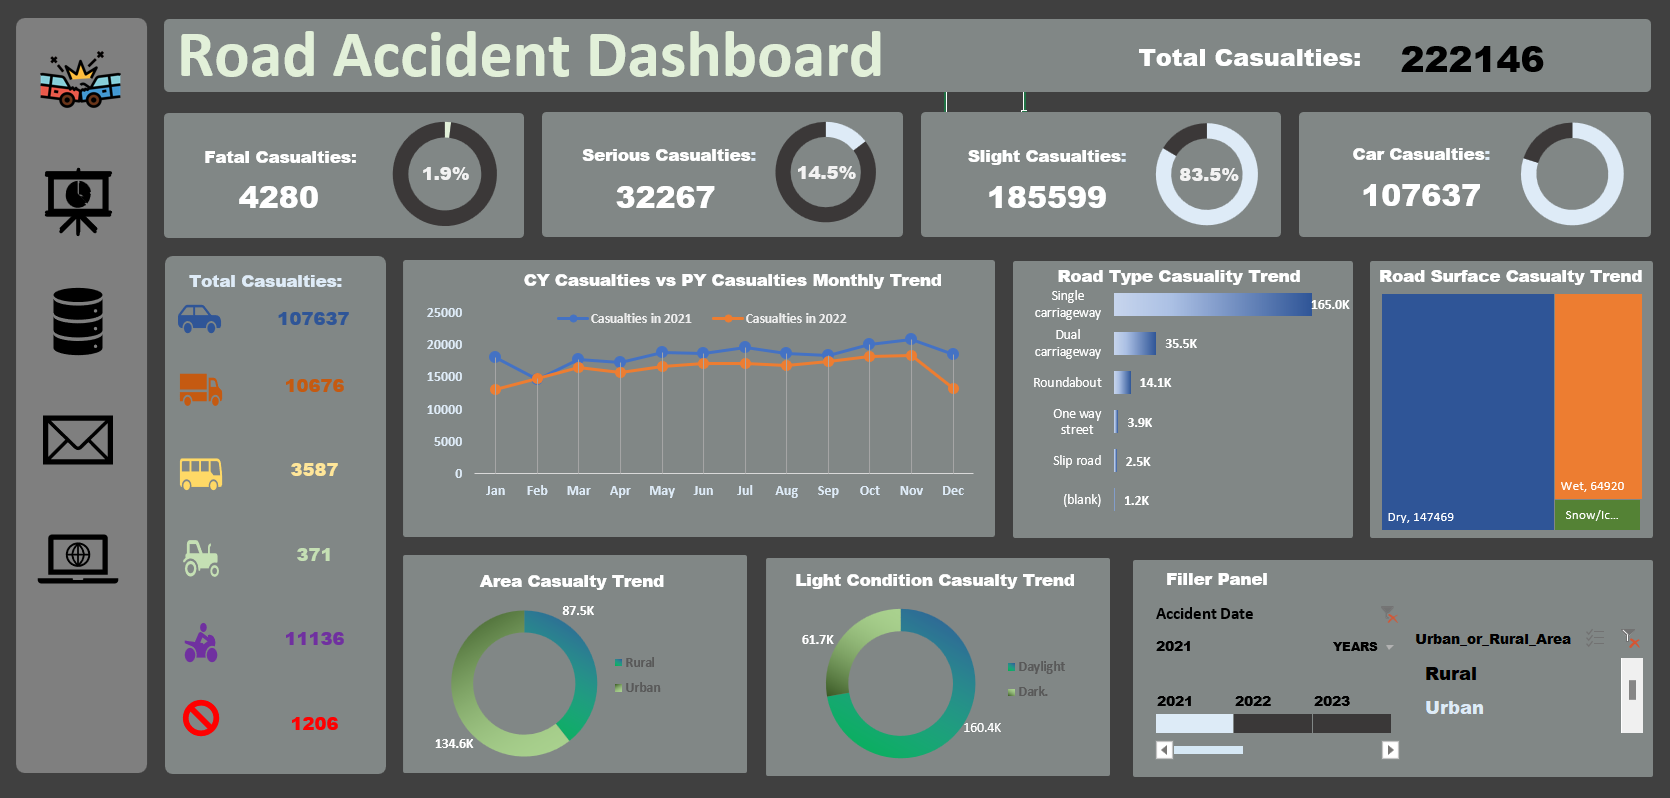 Road Accident Dashboard
Total Casualties:
222146
Fatal Casualties:
4280
1.9%
Serious Casualties:
32267
14.5%
Slight Casualties:
185599
83.5%
Car Casualties:
107637
Total Casualties:
107637
10676
3587
371
11136
1206
CY Casualties vs PY Casualties Monthly Trend
Casualties in 2021
Casualties in 2022
25000
20000
15000
10000
5000
0
Jan
Feb
Mar
Apr
May
Jun
Jul
Aug
Sep
Oct
Nov
Dec
Road Type Casuality Trend
Single
carriageway
165.0K
Dual
carriageway
35.5K
Roundabout
14.1K
One way
street
3.9K
Slip road
2.5K
(blank)
1.2K
Road Surface Casualty Trend
Dry, 147469
Wet, 64920
Snow/Ic...
Area Casualty Trend
87.5K
134.6K
Rural
Urban
Light Condition Casualty Trend
61.7K
160.4K
Daylight
Dark.
Filler Panel
Accident Date
2021
YEARS
2021
2022
2023
Urban_or_Rural_Area
Rural
Urban